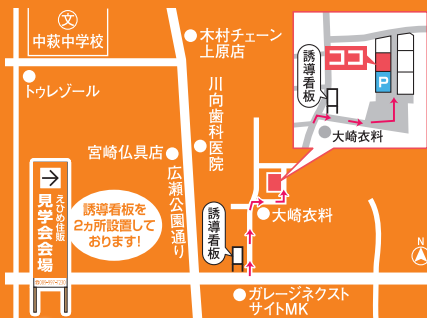 文
中萩中学校
トゥレゾール
木村チェーン
上原店
川向歯科医院
宮崎仏具店
広瀬公園通り
えひめ住販
見学会会場
誘導看板を
2ヵ所設置して
おります!
誘導看板
大崎衣料
ガレージネクスト
サイトMK
誘導看板
ココ
P
大崎衣料
N